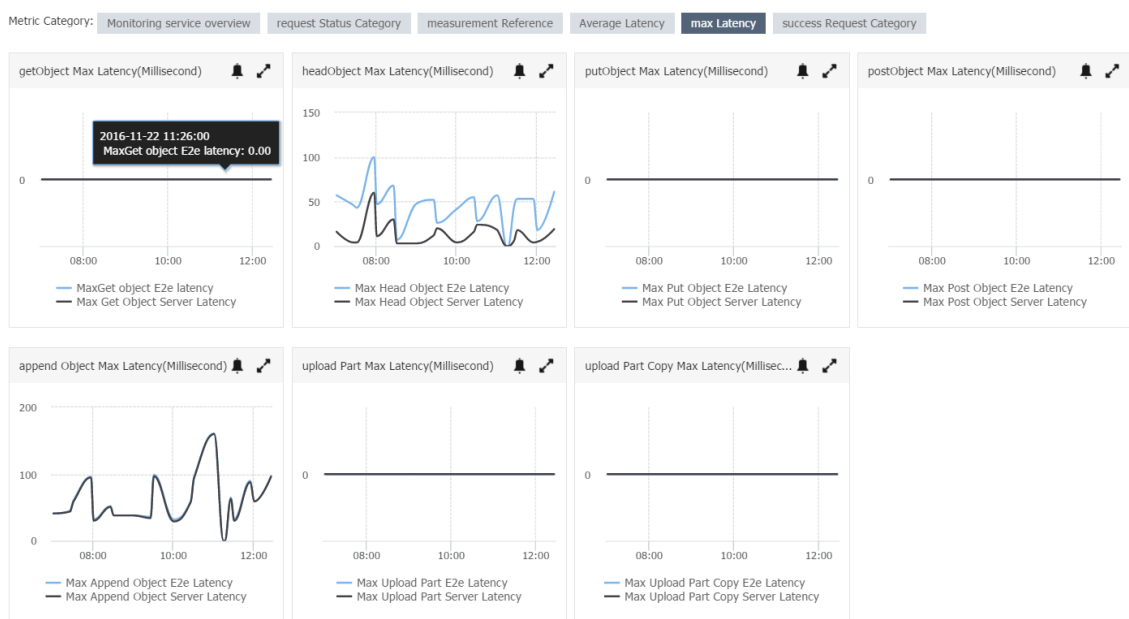 Metric Category: Monitoring service overview request Status Category measurement Reference Average Latency max Latency success Request Category
getObject Max Latency(Millisecond)
2016-11-22 11:26:00
MaxGet object E2e latency: 0.00
0
08:00 10:00 12:00
MaxGet object E2e latency
Max Get Object Server Latency
headObject Max Latency(Millisecond)
150
100
50
0
08:00 10:00 12:00
Max Head Object E2e Latency
Max Head Object Server Latency
putObject Max Latency(Millisecond)
0
08:00 10:00 12:00
Max Put Object E2e Latency
Max Put Object Server Latency
postObject Max Latency(Millisecond)
0
08:00 10:00 12:00
Max Post Object E2e Latency
Max Post Object Server Latency
append Object Max Latency(Millisecond)
200
100
0
08:00 10:00 12:00
Max Append Object E2e Latency
Max Append Object Server Latency
upload Part Max Latency(Millisecond)
0
08:00 10:00 12:00
Max Upload Part E2e Latency
Max Upload Part Server Latency
upload Part Copy Max Latency(Millisec...
0
08:00 10:00 12:00
Max Upload Part Copy E2e Latency
Max Upload Part Copy Server Latency